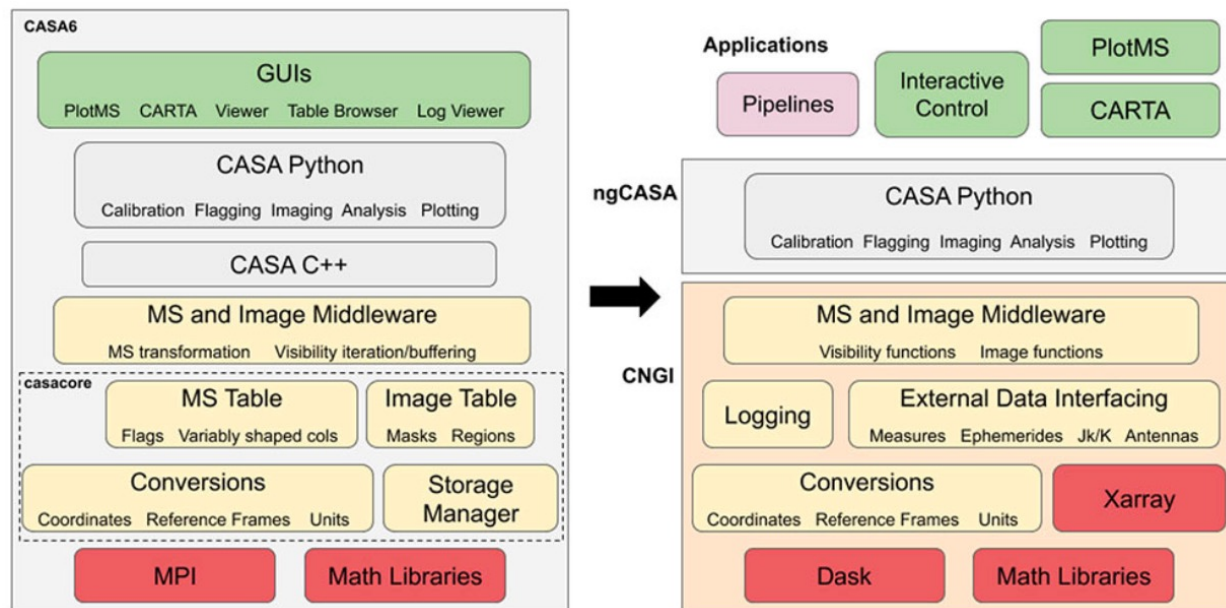 CASA6
GUIs
PlotMS CARTA Viewer Table Browser Log Viewer
CASA Python
Calibration Flagging Imaging Analysis Plotting
CASA C++
MS and Image Middleware
MS transformation Visibility iteration/buffering
casacore
MS Table
Flags Variably shaped cols
Image Table
Masks Regions
Conversions
Coordinates Reference Frames Units
Storage
Manager
MPI
Math Libraries
Applications
Pipelines
Interactive
Control
PlotMS
CARTA
ngCASA
CASA Python
Calibration Flagging Imaging Analysis Plotting
CNGI
MS and Image Middleware
Visibility functions Image functions
Logging
External Data Interfacing
Measures Ephemerides Jk/K Antennas
Conversions
Coordinates Reference Frames Units
Xarray
Dask
Math Libraries